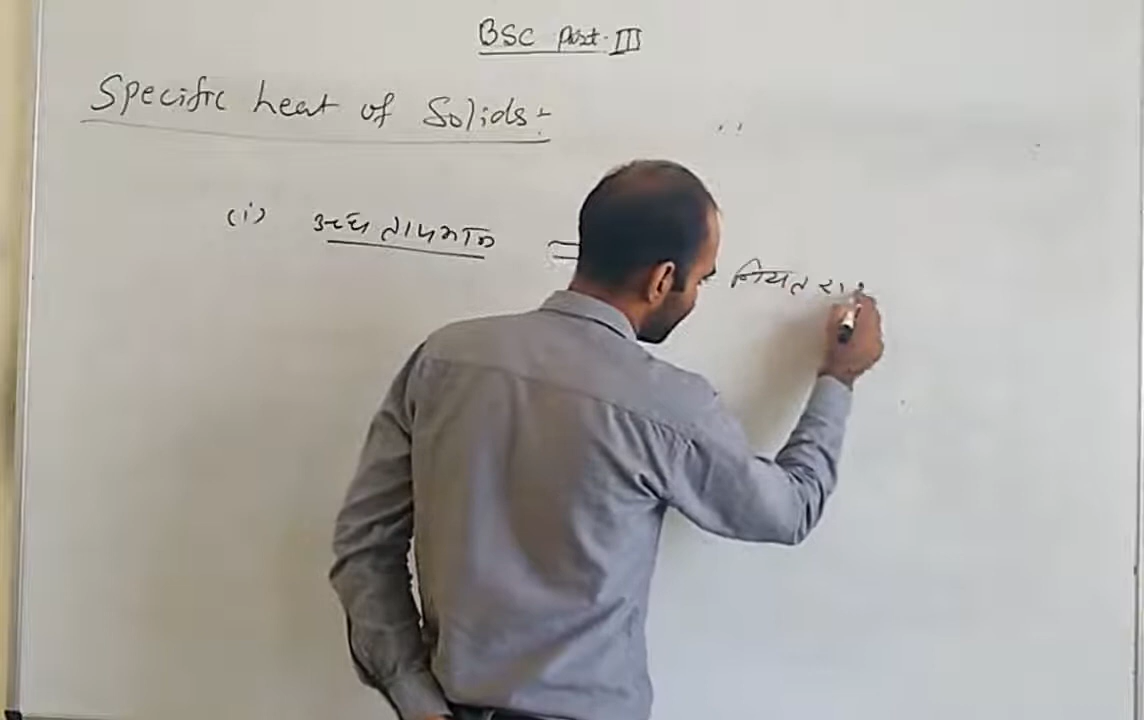 BSC Part-III
Specific heat of Solids:-
(i) उच्च तापमान
नियत